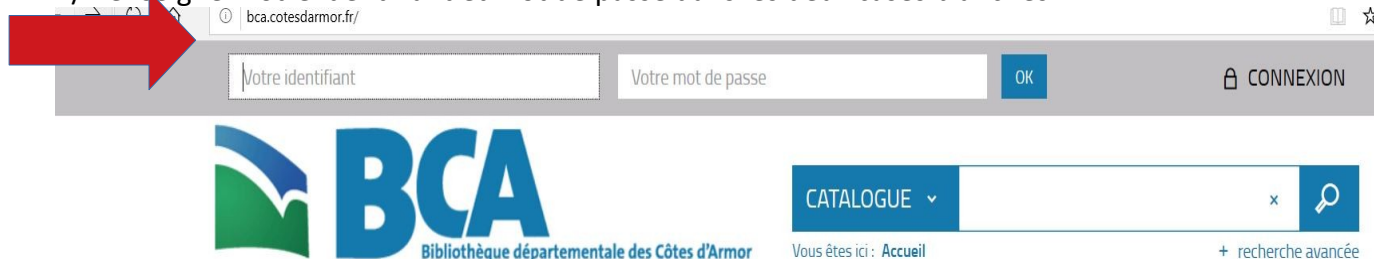 bca.cotesdarmor.fr/
Votre identifiant
Votre mot de passe
OK
CONNEXION
BCA
Bibliothèque départementale des Côtes d'Armor
CATALOGUE
×
Vous êtes ici : Accueil
+ recherche avancée